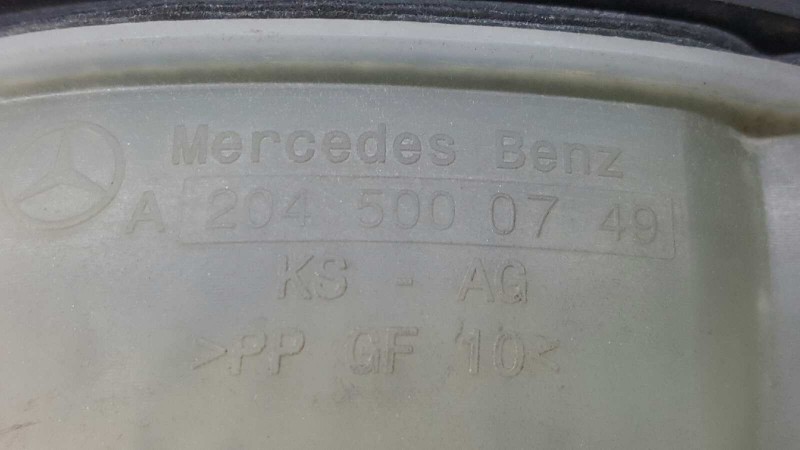 Mercedes Benz
A 204 500 07 49
KS - AG
>PP GF 10<